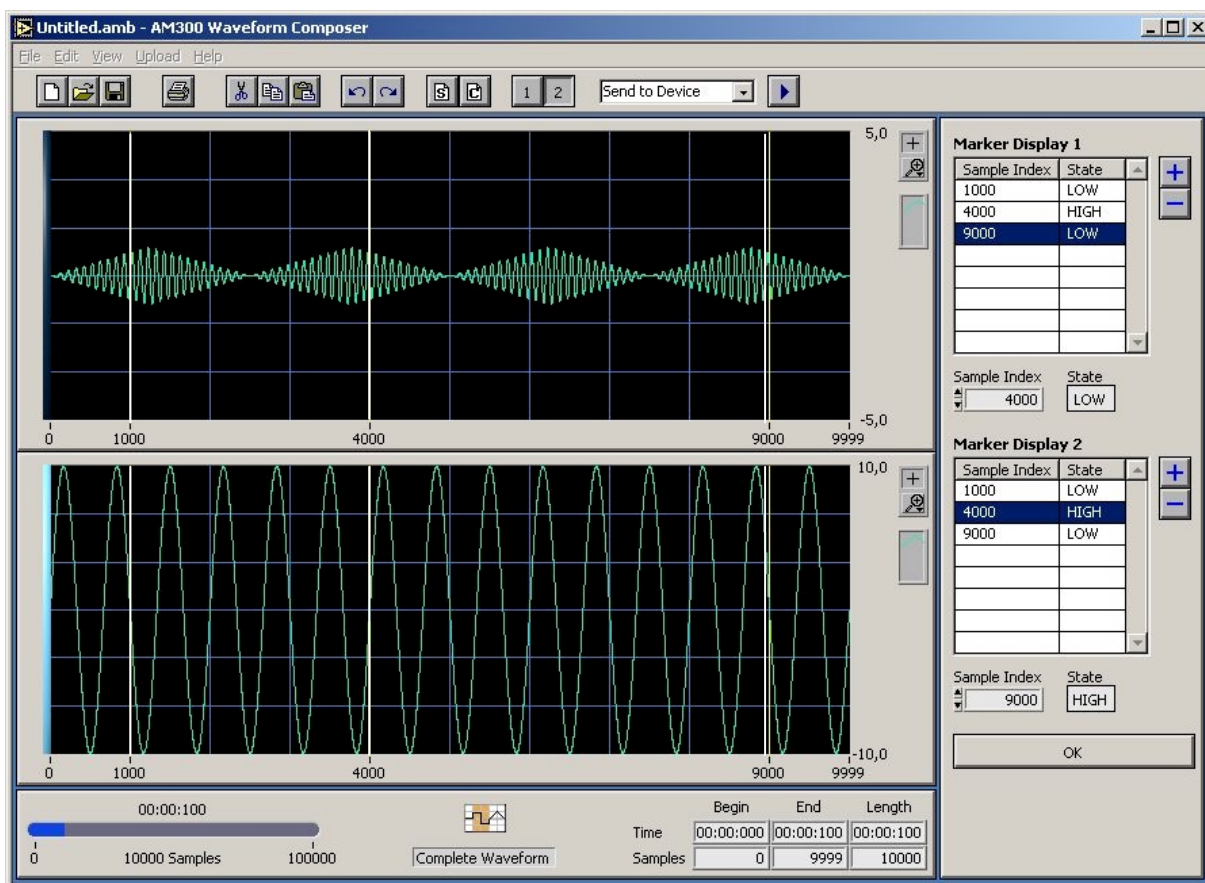 Untitled.amb - AM300 Waveform Composer
File Edit View Upload Help
S C 1 2 Send to Device
5,0
-5,0
0 1000 4000 9000 9999
10,0
-10,0
0 1000 4000 9000 9999
Marker Display 1
Sample Index State
1000 LOW
4000 HIGH
9000 LOW
Sample Index State
4000 LOW
Marker Display 2
Sample Index State
1000 LOW
4000 HIGH
9000 LOW
Sample Index State
9000 HIGH
OK
00:00:100
0 10000 Samples 100000
Complete Waveform
Begin End Length
Time 00:00:000 00:00:100 00:00:100
Samples 0 9999 10000